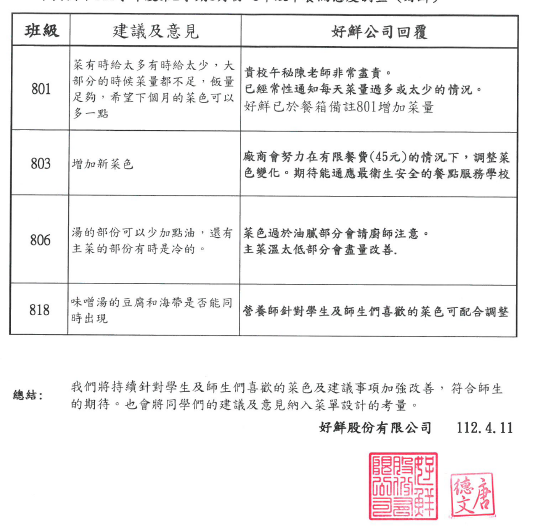 班級 建議及意見 好鮮公司回覆
801
菜有時給太多有時給太少，大
部分的時候菜量都不足，飯量
足夠，希望下個月的菜色可以
多一點
貴校午秘陳老師非常盡責。
已經常性通知每天菜量過多或太少的情況。
好鮮已於餐箱備註801增加菜量
803
增加新菜色
廠商會努力在有限餐費(45元)的情況下，調整菜
色變化。期待能通應最衛生安全的餐點服務學校
806
湯的部份可以少加點油，還有
主菜的部份有時是冷的。
菜色過於油膩部分會請廚師注意。
主菜溫太低部分會盡量改善.
818
味噌湯的豆腐和海帶是否能同
時出現
營養師針對學生及師生們喜歡的菜色可配合調整
總結:
我們將持續針對學生及師生們喜歡的菜色及建議事項加強改善，符合師生
的期待。也會將同學們的建議及意見納入菜單設計的考量。
好鮮股份有限公司 112.4.11
好鮮股份有限公司
唐德文